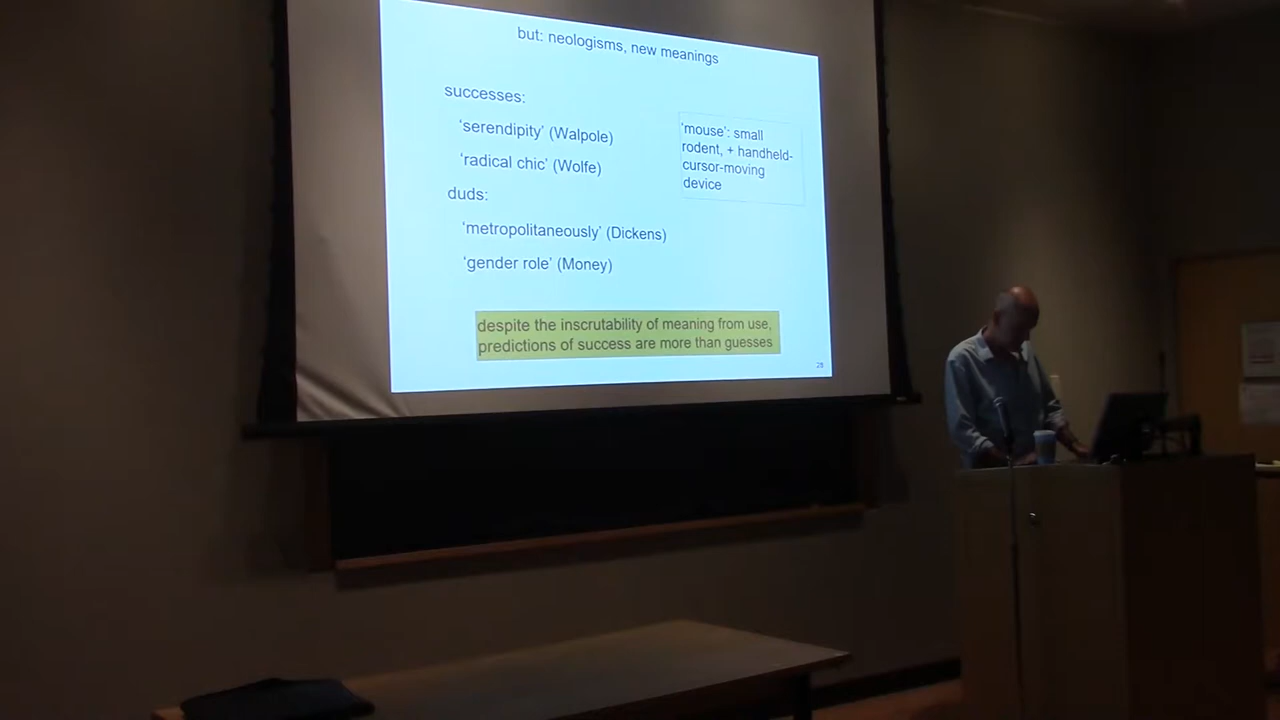 but: neologisms, new meanings
successes:
‘serendipity’ (Walpole)
‘radical chic’ (Wolfe)
duds:
‘metropolitaneously’ (Dickens)
‘gender role’ (Money)
‘mouse’: small
rodent, + handheld-
cursor-moving
device
despite the inscrutability of meaning from use,
predictions of success are more than guesses
28